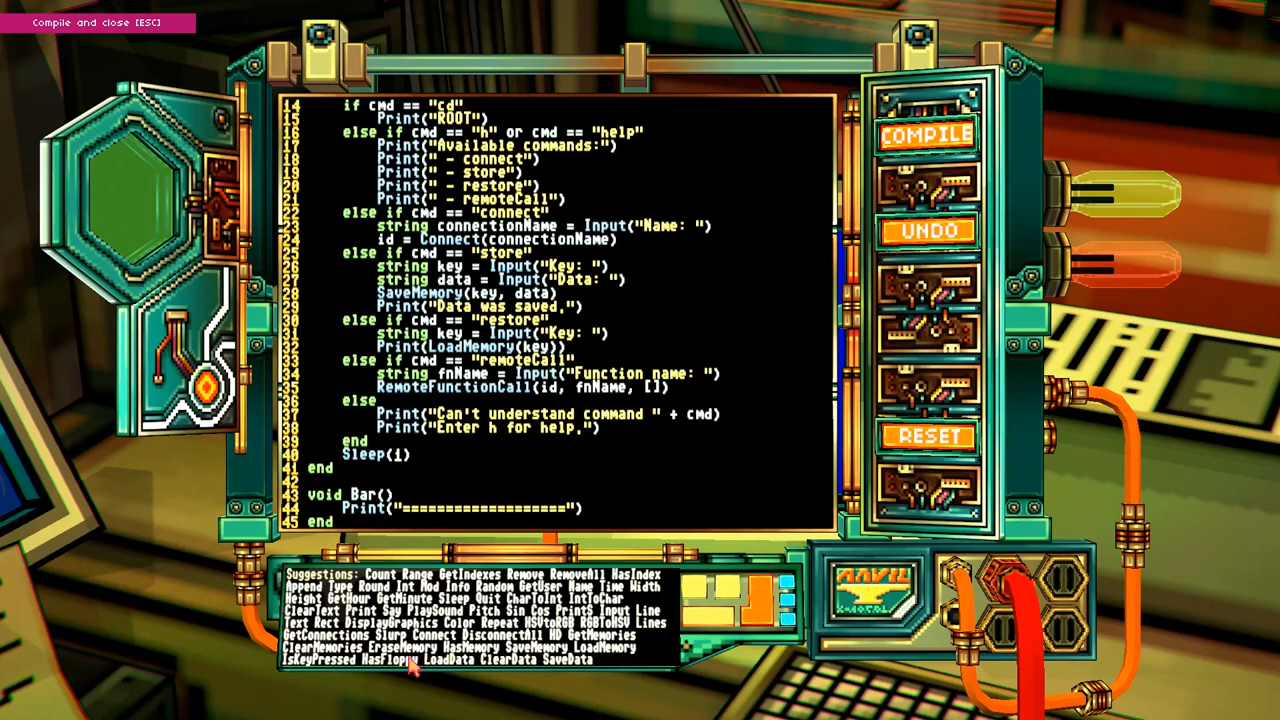 Compile and close [ESC]
14 if cmd == "cd"
15 Print("ROOT")
16 else if cmd == "h" or cmd == "help"
17 Print("Available commands:")
18 Print(" - connect")
19 Print(" - store")
20 Print(" - restore")
21 Print(" - remoteCall")
22 else if cmd == "connect"
23 string connectionName = Input("Name: ")
24 id = Connect(connectionName)
25 else if cmd == "store"
26 string key = Input("Key: ")
27 string data = Input("Data: ")
28 SaveMemory(key, data)
29 Print("Data was saved.")
30 else if cmd == "restore"
31 string key = Input("Key: ")
32 Print(LoadMemory(key))
33 else if cmd == "remoteCall"
34 string fnName = Input("Function name: ")
35 RemoteFunctionCall(id, fnName, [])
36 else
37 Print("Can't understand command " + cmd)
38 Print("Enter h for help.")
39 end
40 Sleep(1)
41 end
42
43 void Bar()
44 Print("===================")
45 end
COMPILE
UNDO
RESET
Suggestions: Count Range GetIndexes Remove RemoveAll HasIndex
Append Type Round Int Mod Info Random GetUser Name Time Width
Height GetHour GetMinute Sleep Quit CharToInt IntToChar
ClearText Print Say PlaySound Pitch Sin Cos PrintS Input Line
Text Rect DisplayGraphics Color Repeat HSVtoRGB RGBToHSV Lines
GetConnections Slurp Connect DisconnectAll HD GetMemories
ClearMemories EraseMemory HasMemory SaveMemory LoadMemory
IsKeyPressed HasFloppy LoadData ClearData SaveData
ANVIL